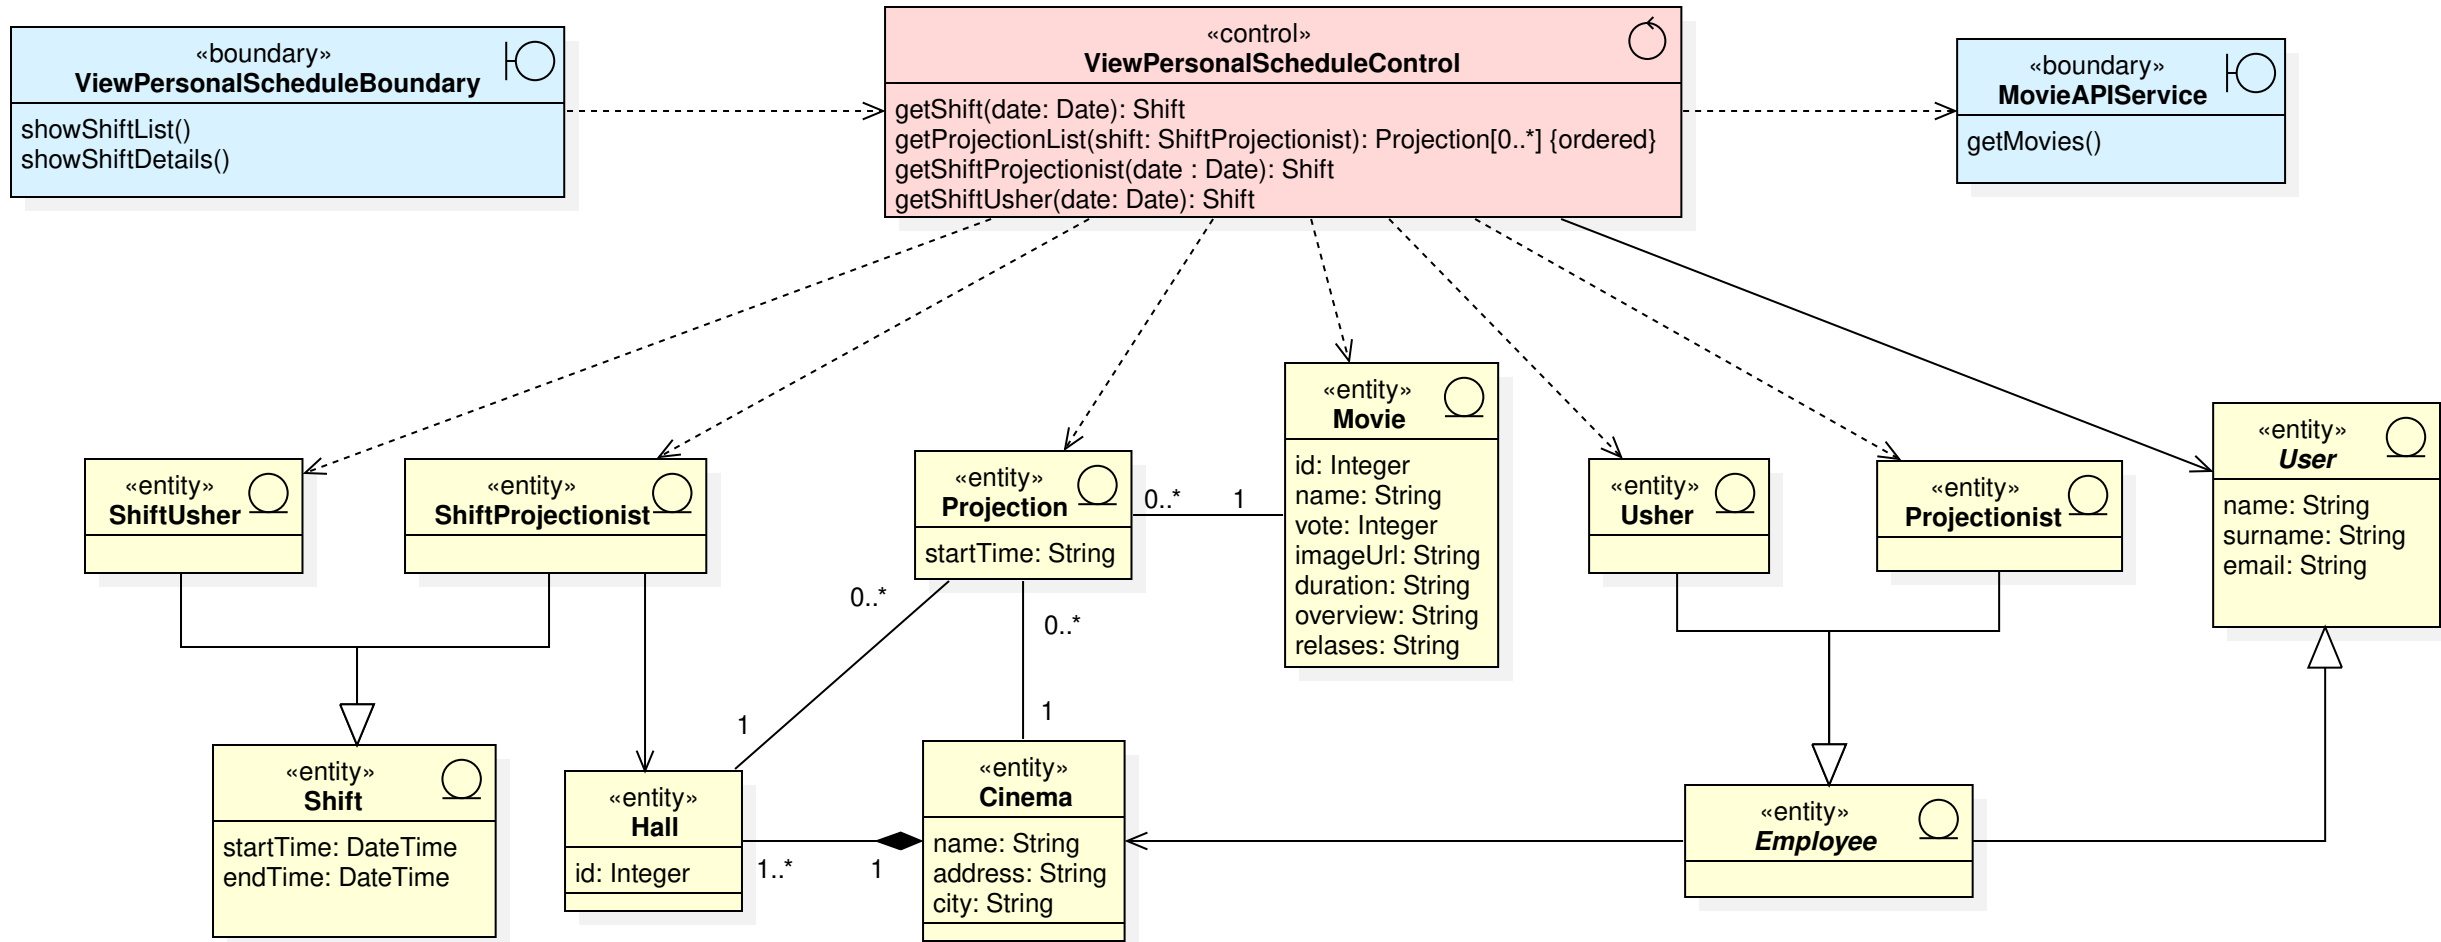 «boundary»
ViewPersonalScheduleBoundary
showShiftList()
showShiftDetails()
«control»
ViewPersonalScheduleControl
getShift(date: Date): Shift
getProjectionList(shift: ShiftProjectionist): Projection[0..*] {ordered}
getShiftProjectionist(date : Date): Shift
getShiftUsher(date: Date): Shift
«boundary»
MovieAPIService
getMovies()
«entity»
ShiftUsher
«entity»
ShiftProjectionist
«entity»
Projection
startTime: String
0..*
1
«entity»
Movie
id: Integer
name: String
vote: Integer
imageUrl: String
duration: String
overview: String
relases: String
«entity»
Usher
«entity»
Projectionist
«entity»
User
name: String
surname: String
email: String
0..*
1
0..*
1
«entity»
Shift
startTime: DateTime
endTime: DateTime
«entity»
Hall
id: Integer
1..*
1
«entity»
Cinema
name: String
address: String
city: String
«entity»
Employee